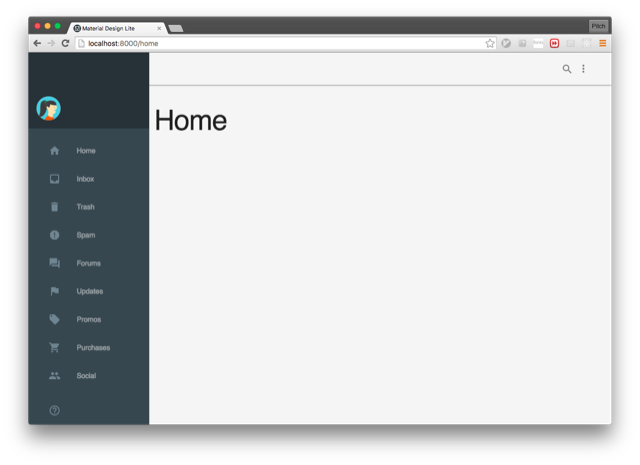 Material Design Lite
Pitch
localhost:8000/home
Home
Home
Inbox
Trash
Spam
Forums
Updates
Promos
Purchases
Social